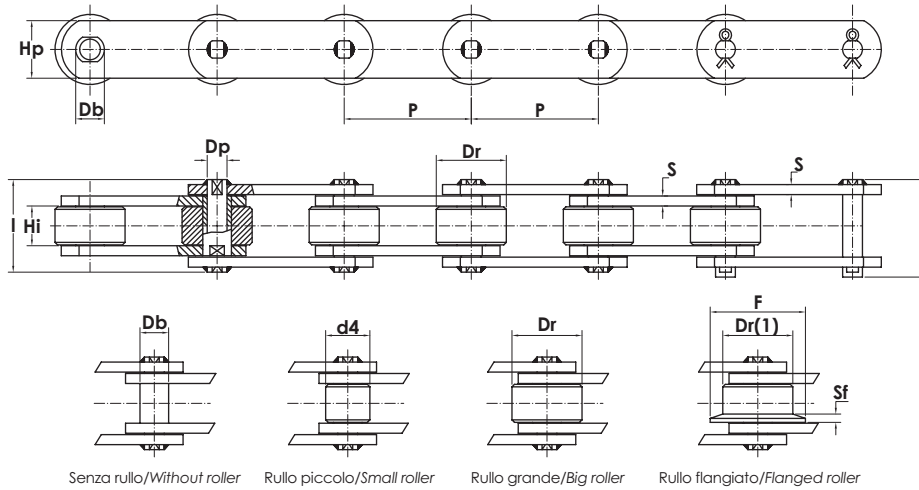 Hp
Db
P
P
Dp
Dr
S
S
l
Hi
Db
d4
Dr
F
Dr(1)
Sf
Senza rullo/Without roller
Rullo piccolo/Small roller
Rullo grande/Big roller
Rullo flangiato/Flanged roller